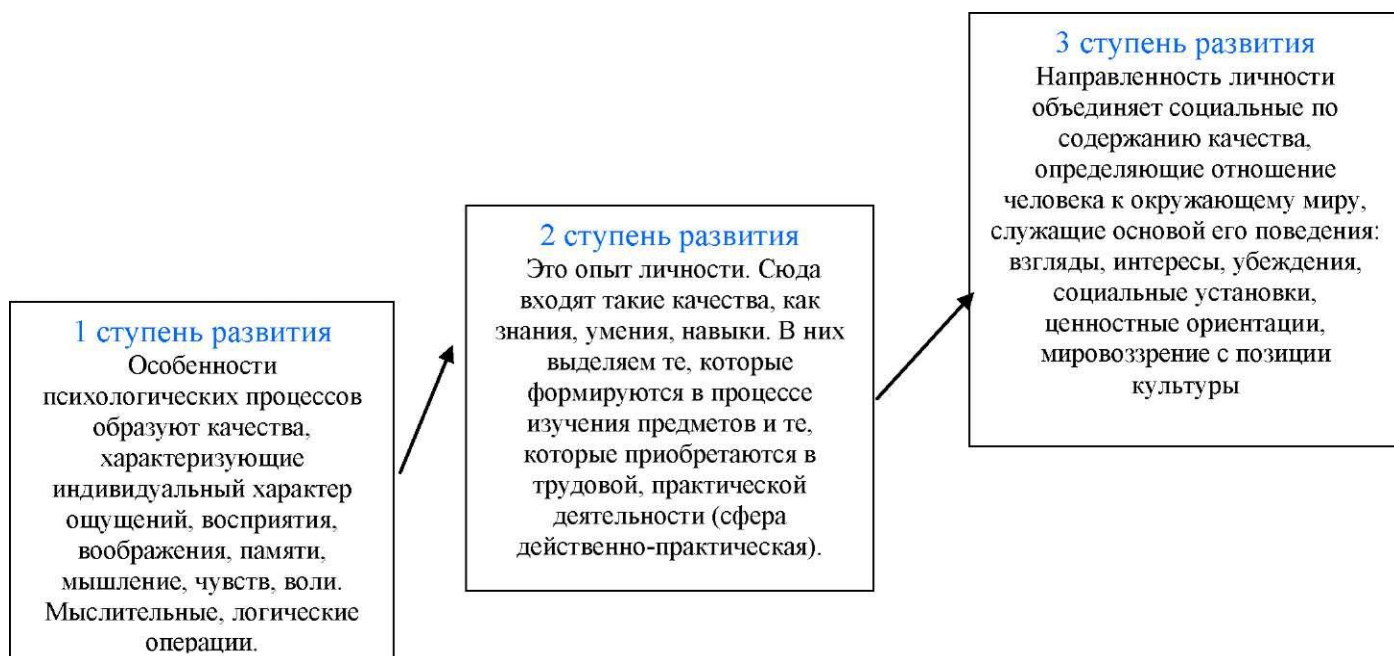 1 ступень развития
Особенности
психологических процессов
образуют качества,
характеризующие
индивидуальный характер
ощущений, восприятия,
воображения, памяти,
мышление, чувств, воли.
Мыслительные, логические
операции.
2 ступень развития
Это опыт личности. Сюда
входят такие качества, как
знания, умения, навыки. В них
выделяем те, которые
формируются в процессе
изучения предметов и те,
которые приобретаются в
трудовой, практической
деятельности (сфера
действенно-практическая).
3 ступень развития
Направленность личности
объединяет социальные по
содержанию качества,
определяющие отношение
человека к окружающему миру,
служащие основой его поведения:
взгляды, интересы, убеждения,
социальные установки,
ценностные ориентации,
мировоззрение с позиции
культуры